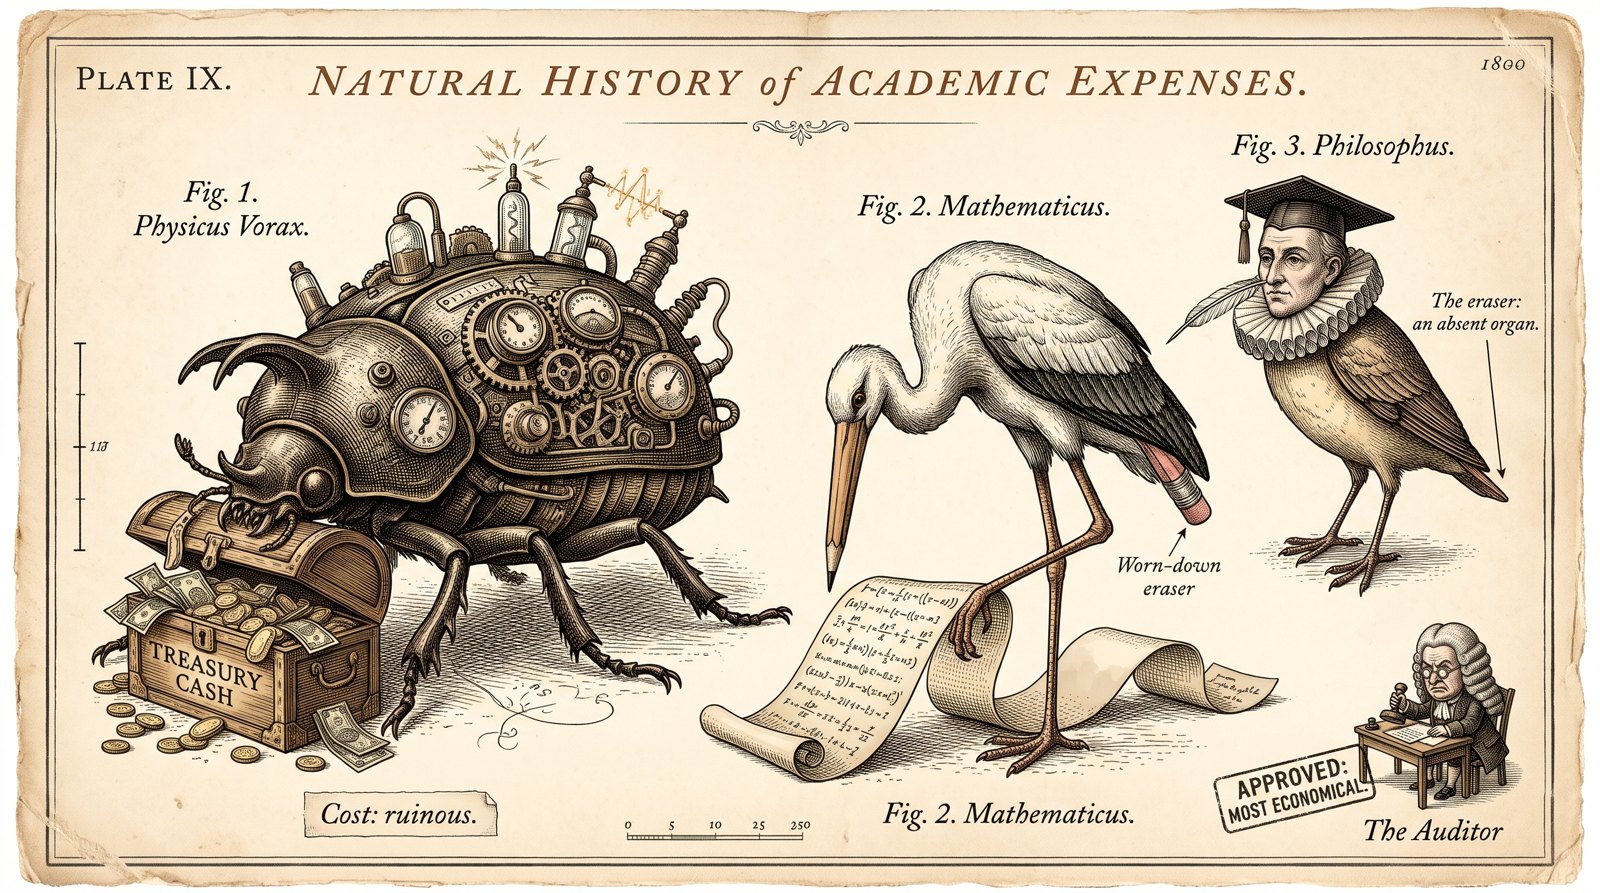 PLATE IX.
NATURAL HISTORY of ACADEMIC EXPENSES.
1800
Fig. 1.
Physicus Vorax.
Fig. 2. Mathematicus.
Fig. 3. Philosophus.
The eraser:
an absent organ.
Worn-down
eraser
TREASURY
CASH
Cost: ruinous.
0 5 10 25 250
Fig. 2. Mathematicus.
APPROVED:
MOST ECONOMICAL.
The Auditor